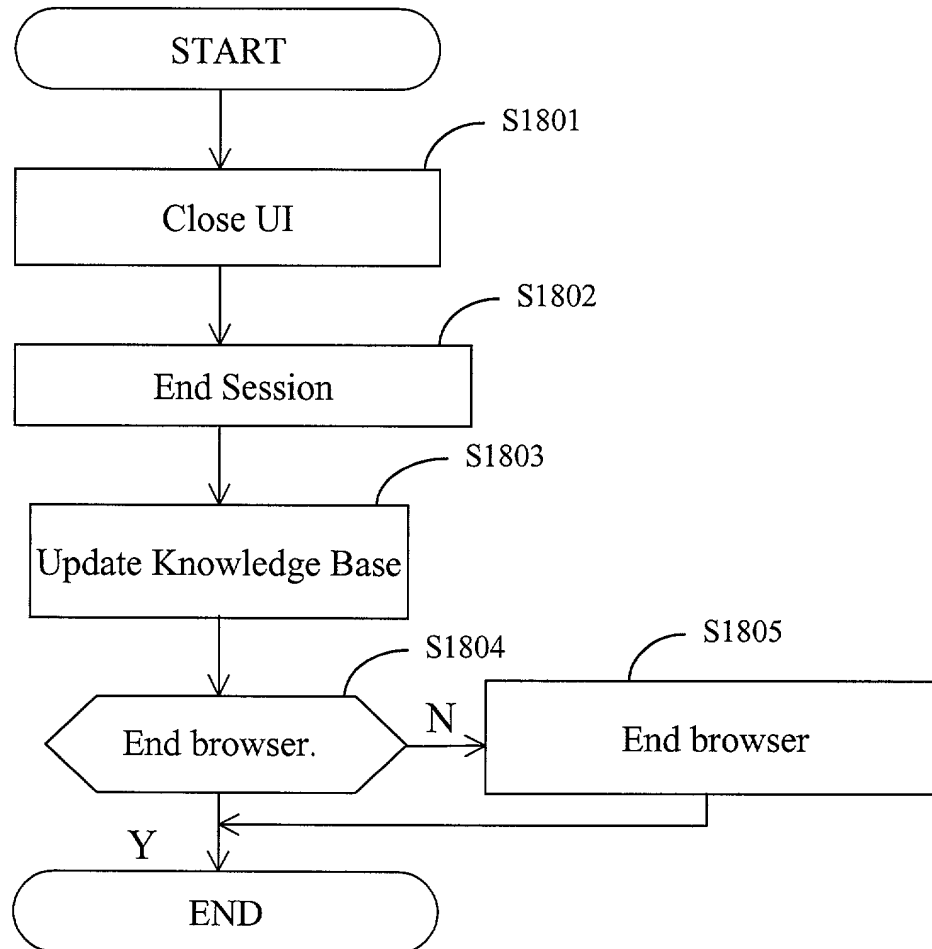 START
S1801
Close UI
S1802
End Session
S1803
Update Knowledge Base
S1804
S1805
End browser.
N
End browser
Y
END